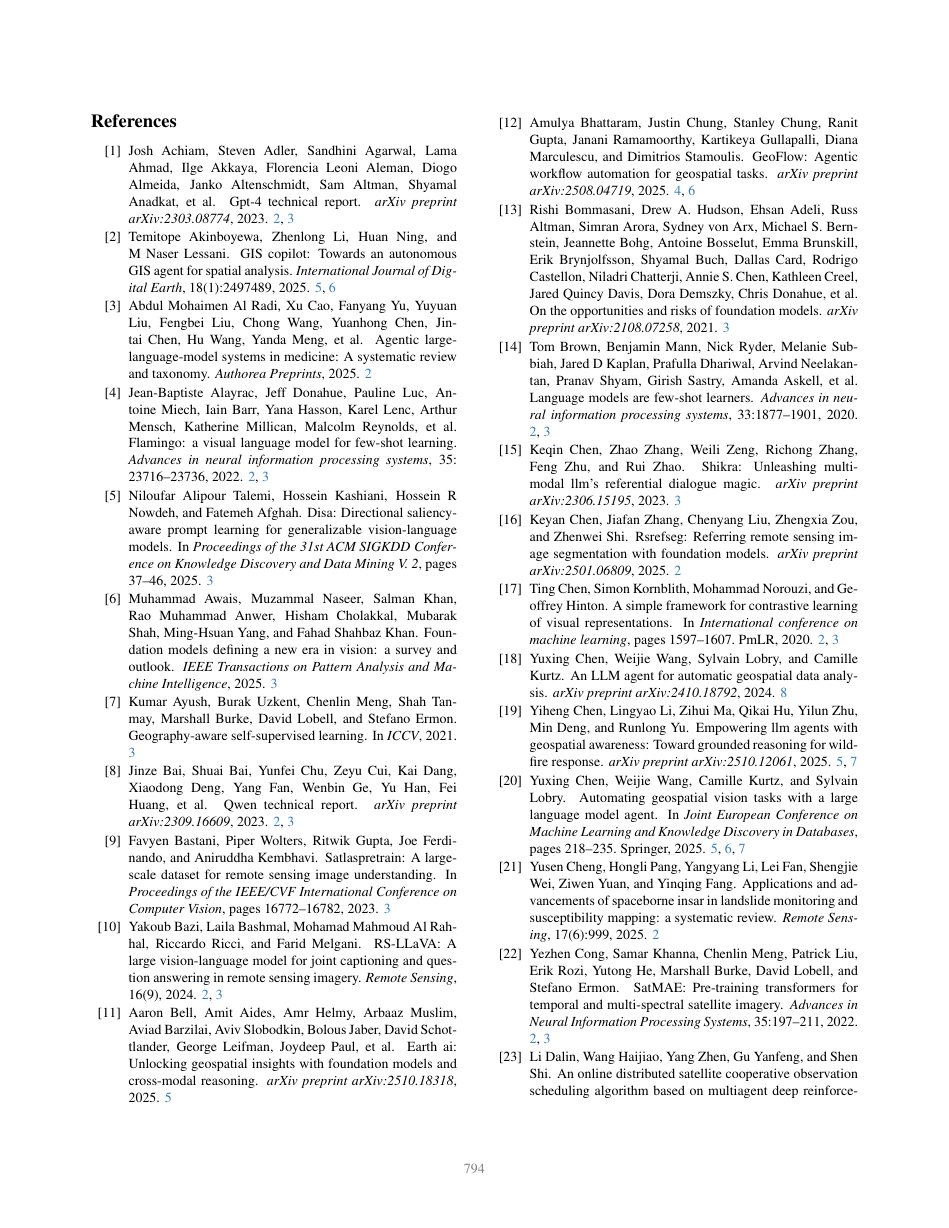 References
[1] Josh Achiam, Steven Adler, Sandhini Agarwal, Lama
Ahmad, Ilge Akkaya, Florencia Leoni Aleman, Diogo
Almeida, Janko Altenschmidt, Sam Altman, Shyamal
Anadkat, et al. Gpt-4 technical report. arXiv preprint
arXiv:2303.08774, 2023. 2, 3
[2] Temitope Akinboyewa, Zhenlong Li, Huan Ning, and
M Naser Lessani. GIS copilot: Towards an autonomous
GIS agent for spatial analysis. International Journal of Dig-
ital Earth, 18(1):2497489, 2025. 5, 6
[3] Abdul Mohaimen Al Radi, Xu Cao, Fanyang Yu, Yuyuan
Liu, Fengbei Liu, Chong Wang, Yuanhong Chen, Jin-
tai Chen, Hu Wang, Yanda Meng, et al. Agentic large-
language-model systems in medicine: A systematic review
and taxonomy. Authorea Preprints, 2025. 2
[4] Jean-Baptiste Alayrac, Jeff Donahue, Pauline Luc, An-
toine Miech, Iain Barr, Yana Hasson, Karel Lenc, Arthur
Mensch, Katherine Millican, Malcolm Reynolds, et al.
Flamingo: a visual language model for few-shot learning.
Advances in neural information processing systems, 35:
23716–23736, 2022. 2, 3
[5] Niloufar Alipour Talemi, Hossein Kashiani, Hossein R
Nowdeh, and Fatemeh Afghah. Disa: Directional saliency-
aware prompt learning for generalizable vision-language
models. In Proceedings of the 31st ACM SIGKDD Confer-
ence on Knowledge Discovery and Data Mining V. 2, pages
37–46, 2025. 3
[6] Muhammad Awais, Muzammal Naseer, Salman Khan,
Rao Muhammad Anwer, Hisham Cholakkal, Mubarak
Shah, Ming-Hsuan Yang, and Fahad Shahbaz Khan. Foun-
dation models defining a new era in vision: a survey and
outlook. IEEE Transactions on Pattern Analysis and Ma-
chine Intelligence, 2025. 3
[7] Kumar Ayush, Burak Uzkent, Chenlin Meng, Shah Tan-
may, Marshall Burke, David Lobell, and Stefano Ermon.
Geography-aware self-supervised learning. In ICCV, 2021.
3
[8] Jinze Bai, Shuai Bai, Yunfei Chu, Zeyu Cui, Kai Dang,
Xiaodong Deng, Yang Fan, Wenbin Ge, Yu Han, Fei
Huang, et al. Qwen technical report. arXiv preprint
arXiv:2309.16609, 2023. 2, 3
[9] Favyen Bastani, Piper Wolters, Ritwik Gupta, Joe Ferdi-
nando, and Aniruddha Kembhavi. Satlaspretrain: A large-
scale dataset for remote sensing image understanding. In
Proceedings of the IEEE/CVF International Conference on
Computer Vision, pages 16772–16782, 2023. 3
[10] Yakoub Bazi, Laila Bashmal, Mohamad Mahmoud Al Rah-
hal, Riccardo Ricci, and Farid Melgani. RS-LLaVA: A
large vision-language model for joint captioning and ques-
tion answering in remote sensing imagery. Remote Sensing,
16(9), 2024. 2, 3
[11] Aaron Bell, Amit Aides, Amr Helmy, Arbaaz Muslim,
Aviad Barzilai, Aviv Slobodkin, Bolous Jaber, David Schot-
tlander, George Leifman, Joydeep Paul, et al. Earth ai:
Unlocking geospatial insights with foundation models and
cross-modal reasoning. arXiv preprint arXiv:2510.18318,
2025. 5
[12] Amulya Bhattaram, Justin Chung, Stanley Chung, Ranit
Gupta, Janani Ramamoorthy, Kartikeya Gullapalli, Diana
Marculescu, and Dimitrios Stamoulis. GeoFlow: Agentic
workflow automation for geospatial tasks. arXiv preprint
arXiv:2508.04719, 2025. 4, 6
[13] Rishi Bommasani, Drew A. Hudson, Ehsan Adeli, Russ
Altman, Simran Arora, Sydney von Arx, Michael S. Bern-
stein, Jeannette Bohg, Antoine Bosselut, Emma Brunskill,
Erik Brynjolfsson, Shyamal Buch, Dallas Card, Rodrigo
Castellon, Niladri Chatterji, Annie S. Chen, Kathleen Creel,
Jared Quincy Davis, Dora Demszky, Chris Donahue, et al.
On the opportunities and risks of foundation models. arXiv
preprint arXiv:2108.07258, 2021. 3
[14] Tom Brown, Benjamin Mann, Nick Ryder, Melanie Sub-
biah, Jared D Kaplan, Prafulla Dhariwal, Arvind Neelakan-
tan, Pranav Shyam, Girish Sastry, Amanda Askell, et al.
Language models are few-shot learners. Advances in neu-
ral information processing systems, 33:1877–1901, 2020.
2, 3
[15] Keqin Chen, Zhao Zhang, Weili Zeng, Richong Zhang,
Feng Zhu, and Rui Zhao. Shikra: Unleashing multi-
modal llm's referential dialogue magic. arXiv preprint
arXiv:2306.15195, 2023. 3
[16] Keyan Chen, Jiafan Zhang, Chenyang Liu, Zhengxia Zou,
and Zhenwei Shi. Rsrefseg: Referring remote sensing im-
age segmentation with foundation models. arXiv preprint
arXiv:2501.06809, 2025. 2
[17] Ting Chen, Simon Kornblith, Mohammad Norouzi, and Ge-
offrey Hinton. A simple framework for contrastive learning
of visual representations. In International conference on
machine learning, pages 1597–1607. PmLR, 2020. 2, 3
[18] Yuxing Chen, Weijie Wang, Sylvain Lobry, and Camille
Kurtz. An LLM agent for automatic geospatial data analy-
sis. arXiv preprint arXiv:2410.18792, 2024. 8
[19] Yiheng Chen, Lingyao Li, Zihui Ma, Qikai Hu, Yilun Zhu,
Min Deng, and Runlong Yu. Empowering llm agents with
geospatial awareness: Toward grounded reasoning for wild-
fire response. arXiv preprint arXiv:2510.12061, 2025. 5, 7
[20] Yuxing Chen, Weijie Wang, Camille Kurtz, and Sylvain
Lobry. Automating geospatial vision tasks with a large
language model agent. In Joint European Conference on
Machine Learning and Knowledge Discovery in Databases,
pages 218–235. Springer, 2025. 5, 6, 7
[21] Yusen Cheng, Hongli Pang, Yangyang Li, Lei Fan, Shengjie
Wei, Ziwen Yuan, and Yinqing Fang. Applications and ad-
vancements of spaceborne insar in landslide monitoring and
susceptibility mapping: a systematic review. Remote Sens-
ing, 17(6):999, 2025. 2
[22] Yezhen Cong, Samar Khanna, Chenlin Meng, Patrick Liu,
Erik Rozi, Yutong He, Marshall Burke, David Lobell, and
Stefano Ermon. SatMAE: Pre-training transformers for
temporal and multi-spectral satellite imagery. Advances in
Neural Information Processing Systems, 35:197–211, 2022.
2, 3
[23] Li Dalin, Wang Haijiao, Yang Zhen, Gu Yanfeng, and Shen
Shi. An online distributed satellite cooperative observation
scheduling algorithm based on multiagent deep reinforce-
794